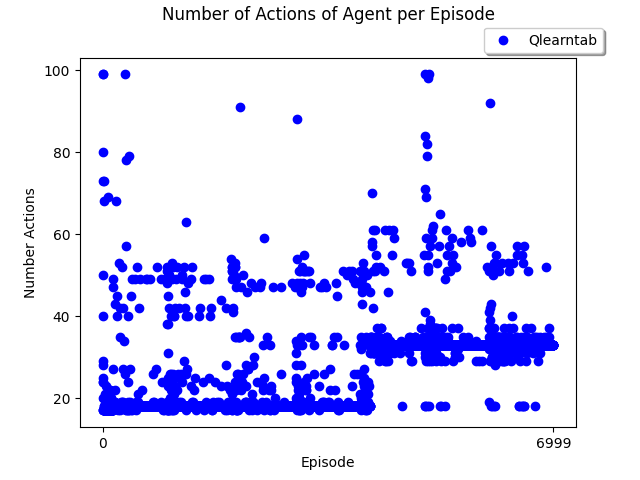 Number of Actions of Agent per Episode
Qlearntab
100
80
60
40
20
Number Actions
0
6999
Episode